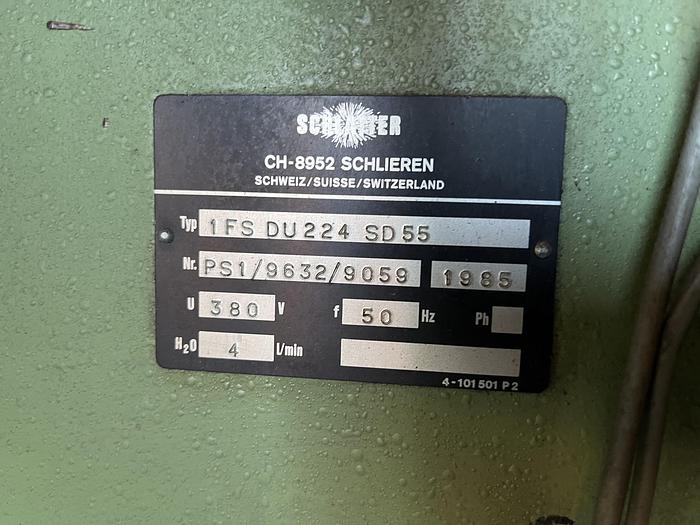 SCHLATTER
CH-8952 SCHLIEREN
SCHWEIZ/SUISSE/SWITZERLAND
Typ 1FS DU224 SD55
Nr. PS1/9632/9059 1985
U 380 V f 50 Hz Ph
H₂O 4 l/min
4-101501 P2